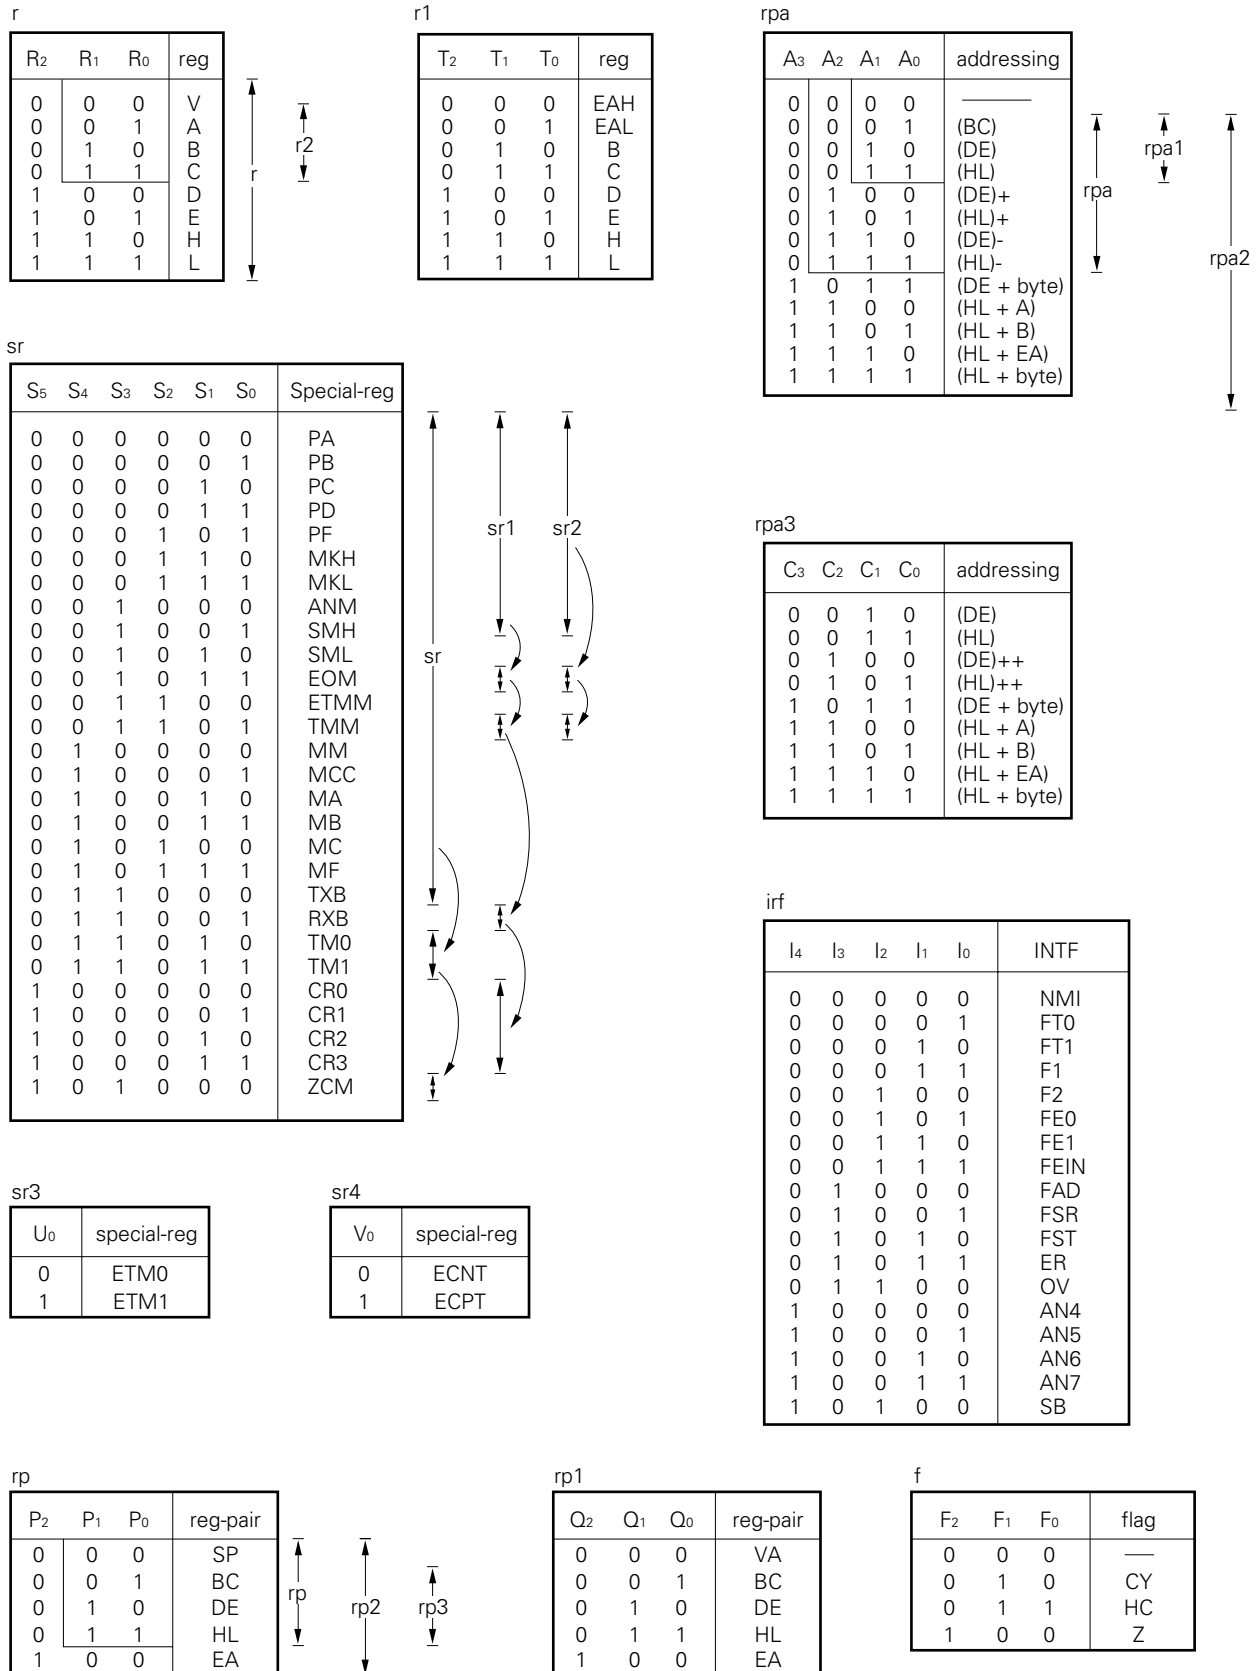 r
R2 R1 R0 reg
0 0 0 V
0 0 1 A
0 1 0 B
0 1 1 C
1 0 0 D
1 0 1 E
1 1 0 H
1 1 1 L
r2
r
r1
T2 T1 T0 reg
0 0 0 EAH
0 0 1 EAL
0 1 0 B
0 1 1 C
1 0 0 D
1 0 1 E
1 1 0 H
1 1 1 L
rpa
A3 A2 A1 A0 addressing
0 0 0 0 ——
0 0 0 1 (BC)
0 0 1 0 (DE)
0 0 1 1 (HL)
0 1 0 0 (DE)+
0 1 0 1 (HL)+
0 1 1 0 (DE)-
0 1 1 1 (HL)-
1 0 1 1 (DE + byte)
1 1 0 0 (HL + A)
1 1 0 1 (HL + B)
1 1 1 0 (HL + EA)
1 1 1 1 (HL + byte)
rpa1
rpa
rpa2
sr
S5 S4 S3 S2 S1 S0 Special-reg
0 0 0 0 0 0 PA
0 0 0 0 0 1 PB
0 0 0 0 1 0 PC
0 0 0 0 1 1 PD
0 0 0 1 0 1 PF
0 0 0 1 1 0 MKH
0 0 0 1 1 1 MKL
0 0 1 0 0 0 ANM
0 0 1 0 0 1 SMH
0 0 1 0 1 0 SML
0 0 1 0 1 1 EOM
0 0 1 1 0 0 ETMM
0 0 1 1 0 1 TMM
0 1 0 0 0 0 MM
0 1 0 0 0 1 MCC
0 1 0 0 1 0 MA
0 1 0 0 1 1 MB
0 1 0 1 0 0 MC
0 1 0 1 1 1 MF
0 1 1 0 0 0 TXB
0 1 1 0 0 1 RXB
0 1 1 0 1 0 TM0
0 1 1 0 1 1 TM1
1 0 0 0 0 0 CR0
1 0 0 0 0 1 CR1
1 0 0 0 1 0 CR2
1 0 0 0 1 1 CR3
1 0 1 0 0 0 ZCM
sr1
sr2
sr
rpa3
C3 C2 C1 C0 addressing
0 0 1 0 (DE)
0 0 1 1 (HL)
0 1 0 0 (DE)++
0 1 0 1 (HL)++
1 0 1 1 (DE + byte)
1 1 0 0 (HL + A)
1 1 0 1 (HL + B)
1 1 1 0 (HL + EA)
1 1 1 1 (HL + byte)
irf
I4 I3 I2 I1 I0 INTF
0 0 0 0 0 NMI
0 0 0 0 1 FT0
0 0 0 1 0 FT1
0 0 0 1 1 F1
0 0 1 0 0 F2
0 0 1 0 1 FE0
0 0 1 1 0 FE1
0 0 1 1 1 FEIN
0 1 0 0 0 FAD
0 1 0 0 1 FSR
0 1 0 1 0 FST
0 1 0 1 1 ER
0 1 1 0 0 OV
1 0 0 0 0 AN4
1 0 0 0 1 AN5
1 0 0 1 0 AN6
1 0 0 1 1 AN7
1 0 1 0 0 SB
sr3
U0 special-reg
0 ETM0
1 ETM1
sr4
V0 special-reg
0 ECNT
1 ECPT
rp
P2 P1 P0 reg-pair
0 0 0 SP
0 0 1 BC
0 1 0 DE
0 1 1 HL
1 0 0 EA
rp
rp2
rp3
rp1
Q2 Q1 Q0 reg-pair
0 0 0 VA
0 0 1 BC
0 1 0 DE
0 1 1 HL
1 0 0 EA
f
F2 F1 F0 flag
0 0 0 —
0 1 0 CY
0 1 1 HC
1 0 0 Z